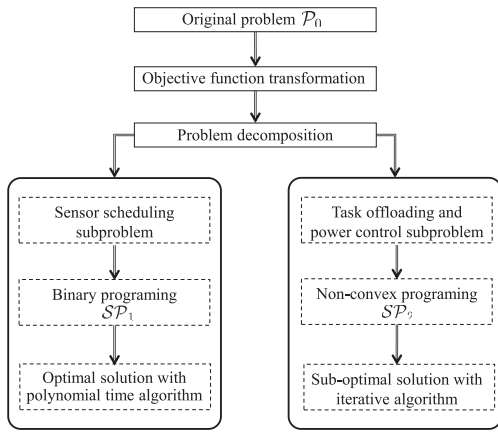 Original problem 𝒫₀
Objective function transformation
Problem decomposition
Sensor scheduling
subproblem
Binary programing
𝒮𝒫₁
Optimal solution with
polynomial time algorithm
Task offloading and
power control subproblem
Non-convex programing
𝒮𝒫₂
Sub-optimal solution with
iterative algorithm